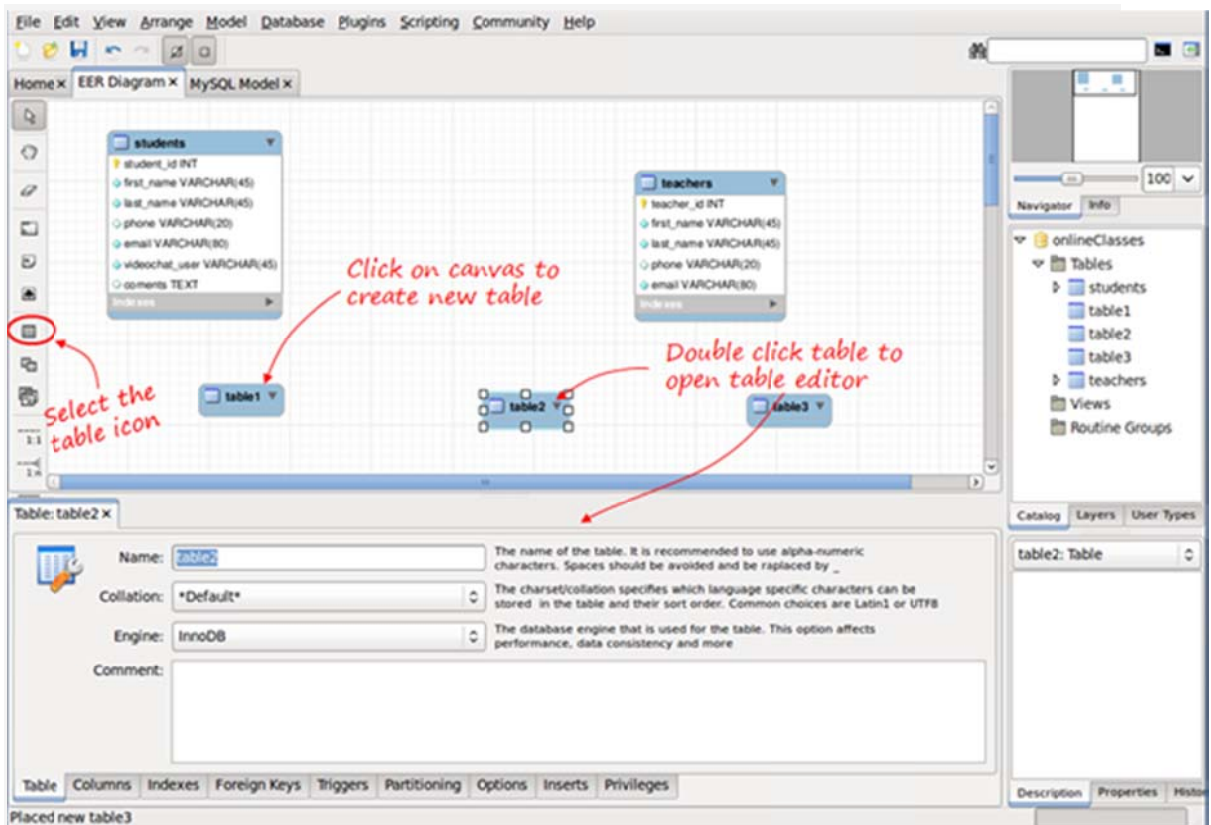 File Edit View Arrange Model Database Plugins Scripting Community Help
Home EER Diagram MySQL Model
students
student_id INT
first_name VARCHAR(45)
last_name VARCHAR(45)
phone VARCHAR(20)
email VARCHAR(80)
videochat_user VARCHAR(45)
coments TEXT
Indexes
teachers
teacher_id INT
first_name VARCHAR(45)
last_name VARCHAR(45)
phone VARCHAR(20)
email VARCHAR(80)
Indexes
Click on canvas to
create new table
Double click table to
open table editor
Select the
table icon
table1
table2
table3
1:1
100
Navigator Info
onlineClasses
Tables
students
table1
table2
table3
teachers
Views
Routine Groups
Catalog Layers User Types
Table: table2
Name: table2
The name of the table. It is recommended to use alpha-numeric
characters. Spaces should be avoided and be raplaced by _
Collation: *Default*
The charset/collation specifies which language specific characters can be
stored in the table and their sort order. Common choices are Latin1 or UTF8
Engine: InnoDB
The database engine that is used for the table. This option affects
performance, data consistency and more
Comment:
Table Columns Indexes Foreign Keys Triggers Partitioning Options Inserts Privileges
table2: Table
Description Properties Histor
Placed new table3